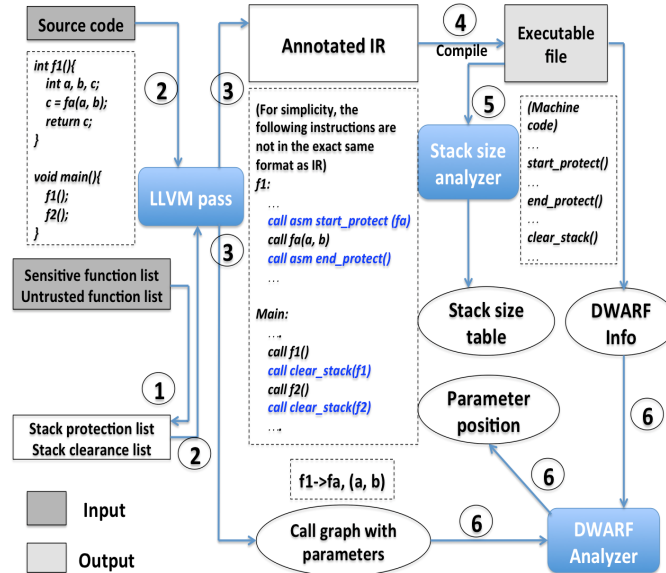 Source code
int f1(){
int a, b, c;
c = fa(a, b);
return c;
}
void main(){
f1();
f2();
}
2
LLVM pass
3
3
Sensitive function list
Untrusted function list
1
Stack protection list
Stack clearance list
2
Input
Output
Annotated IR
(For simplicity, the
following instructions are
not in the exact same
format as IR)
f1:
...
call asm start_protect (fa)
call fa(a, b)
call asm end_protect()
...
Main:
....
call f1()
call clear_stack(f1)
call f2()
call clear_stack(f2)
....
4
Compile
Executable
file
5
Stack size
analyzer
(Machine
code)
...
start_protect()
...
end_protect()
...
clear_stack()
...
Stack size
table
DWARF
Info
Parameter
position
6
6
f1->fa, (a, b)
Call graph with
parameters
6
DWARF
Analyzer